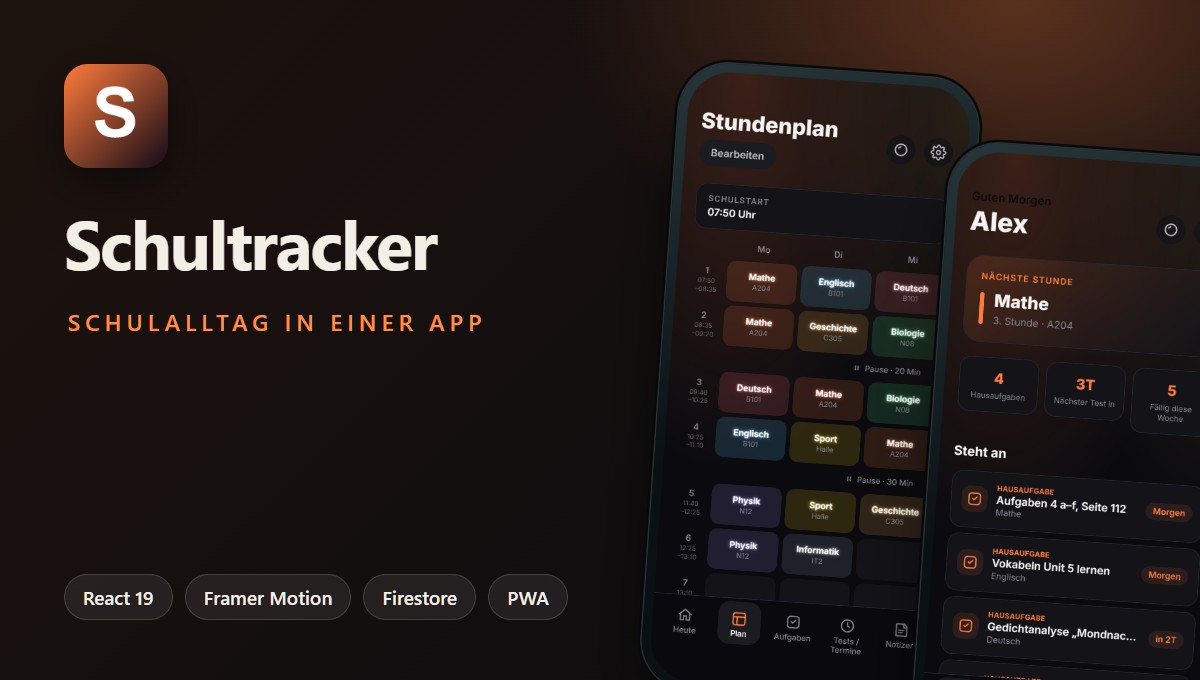 S
Schultracker
SCHULALLTAG IN EINER APP
React 19
Framer Motion
Firestore
PWA
Stundenplan
Bearbeiten
SCHULSTART
07:50 Uhr
Mo Di Mi
1 Mathe Englisch Deutsch
07:50 A204 B101 B101
-08:35
2 Mathe Geschichte Biologie
08:35 A204 C305 N08
-09:20
Pause · 20 Min
3 Deutsch Mathe Biologie
09:40 B101 A204 N08
-10:25
4 Englisch Sport Mathe
10:25 B101 Halle A204
-11:10
Pause · 30 Min
5 Physik Sport Geschichte
11:40 N12 Halle C305
-12:25
6 Physik Informatik
12:25 N12 IT2
-13:10
7
13:10
Heute
Plan
Aufgaben
Tests /
Termine
Guten Morgen
Alex
NÄCHSTE STUNDE
Mathe
3. Stunde · A204
4
Hausaufgaben
3T
Nächster Test in
5
Fällig diese
Woche
Steht an
HAUSAUFGABE
Aufgaben 4 a–f, Seite 112
Mathe
Morgen
HAUSAUFGABE
Vokabeln Unit 5 lernen
Englisch
Morgen
HAUSAUFGABE
Gedichtanalyse „Mondnac...
Deutsch
in 2T